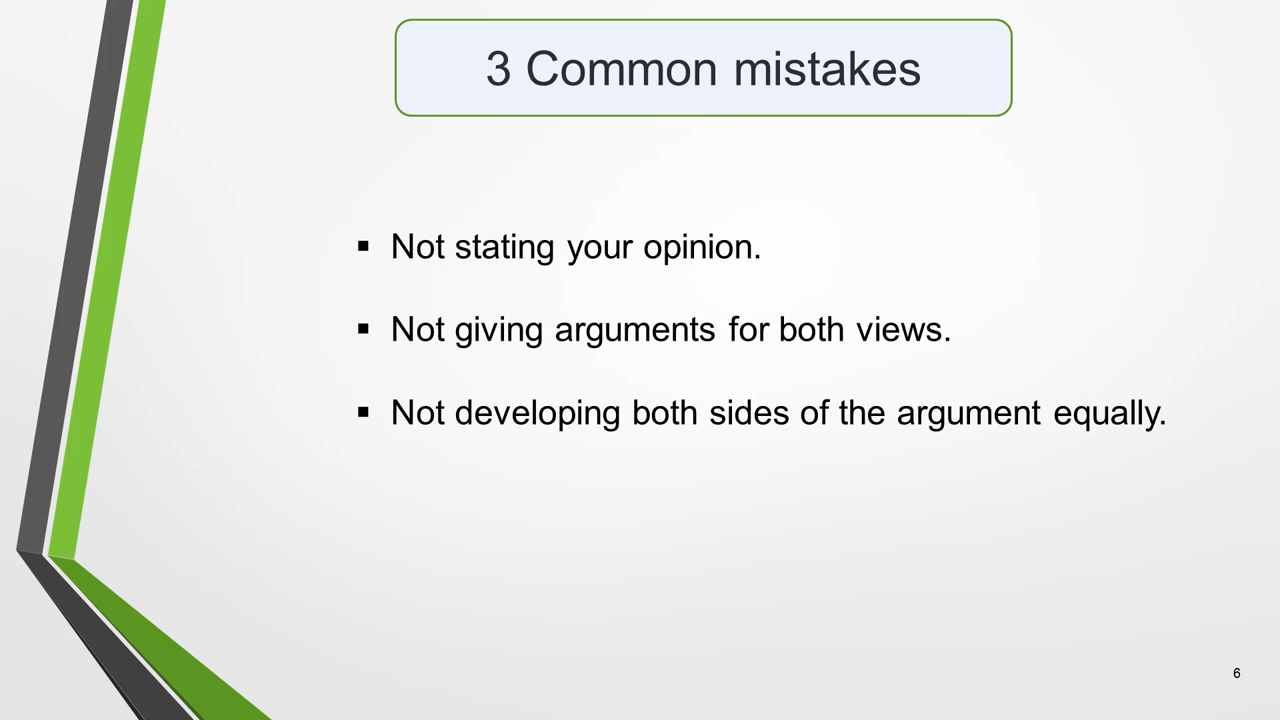 3 Common mistakes
▪ Not stating your opinion.
▪ Not giving arguments for both views.
▪ Not developing both sides of the argument equally.
6